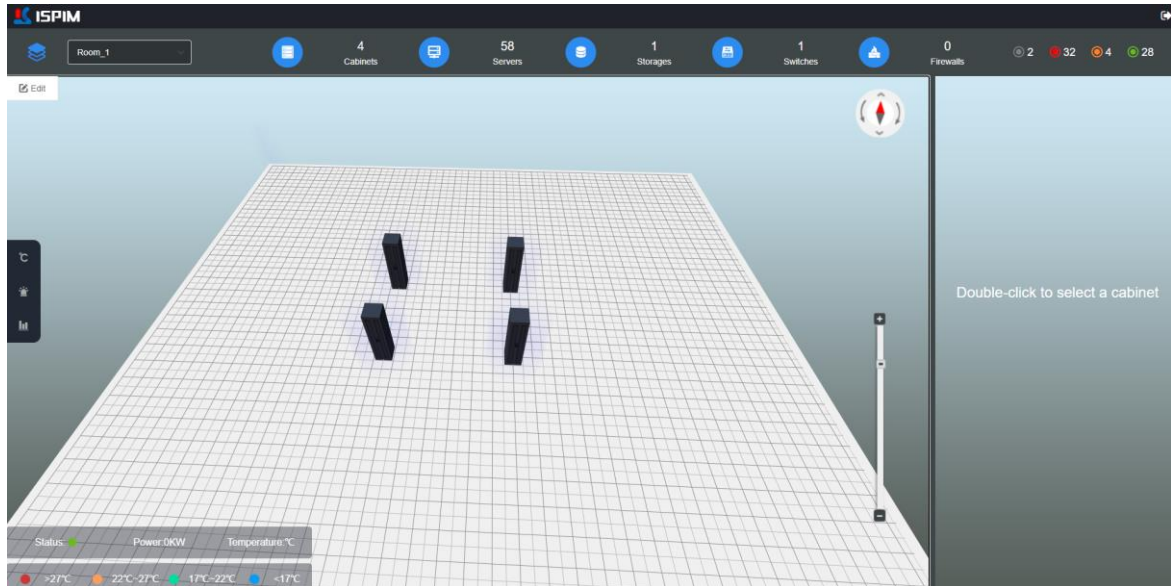 ISPIM
Room_1
4
Cabinets
58
Servers
1
Storages
1
Switches
0
Firewalls
2
32
4
28
Edit
℃
Double-click to select a cabinet
Status:
Power:0KW
Temperature:℃
>27℃
22℃~27℃
17℃~22℃
<17℃